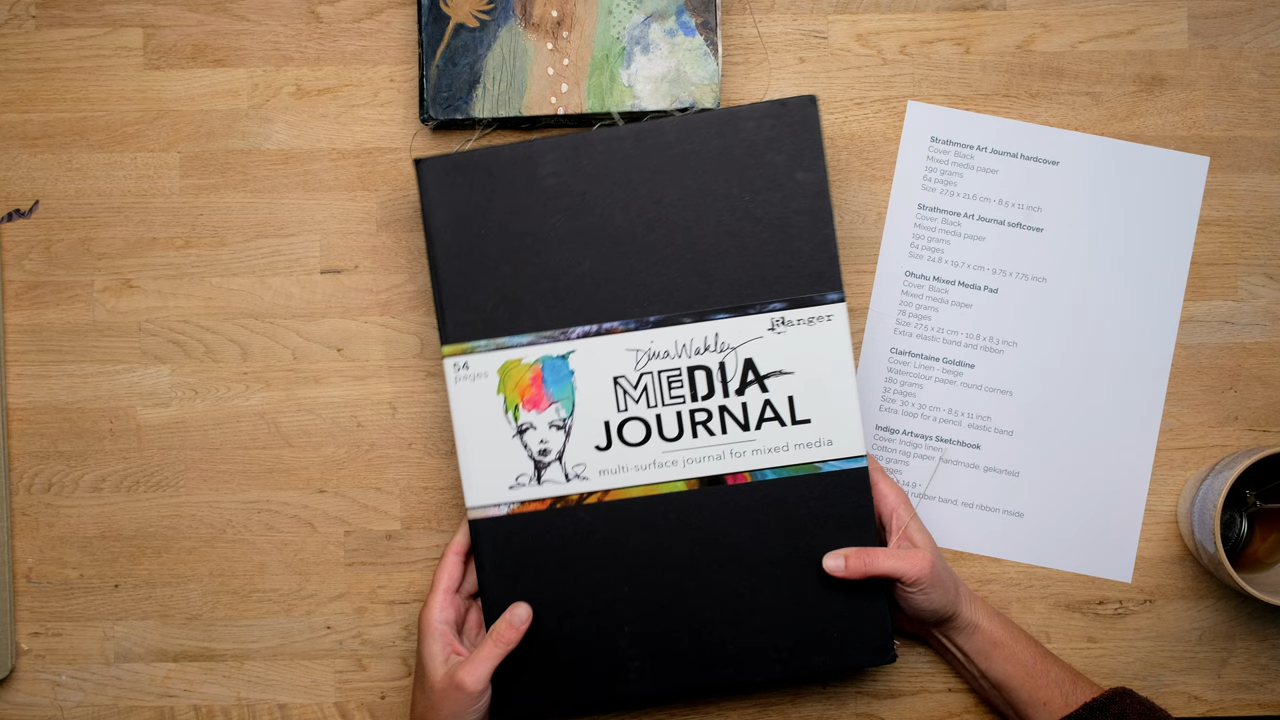 54
pages
Ranger
Dina Wakley
MEDIA
JOURNAL
multi-surface journal for mixed media
Strathmore Art Journal hardcover
Cover: Black
Mixed media paper
190 grams
64 pages
Size: 27.9 x 21.6 cm • 8.5 x 11 inch
Strathmore Art Journal softcover
Cover: Black
Mixed media paper
190 grams
64 pages
Size: 24.8 x 19.7 x cm • 9.75 x 7.75 inch
Ohuhu Mixed Media Pad
Cover: Black
Mixed media paper
200 grams
78 pages
Size: 27.5 x 21 cm • 10.8 x 8.3 inch
Extra: elastic band and ribbon
Clairfontaine Goldline
Cover: Linen - beige
Watercolour paper, round corners
180 grams
32 pages
Size: 30 x 30 cm • 8.5 x 11 inch
Extra: loop for a pencil , elastic band
Indigo Artways Sketchbook
Cover: Indigo linen
Cotton rag paper, handmade, gekarteld
grams
14.9 •
rubber band, red ribbon inside